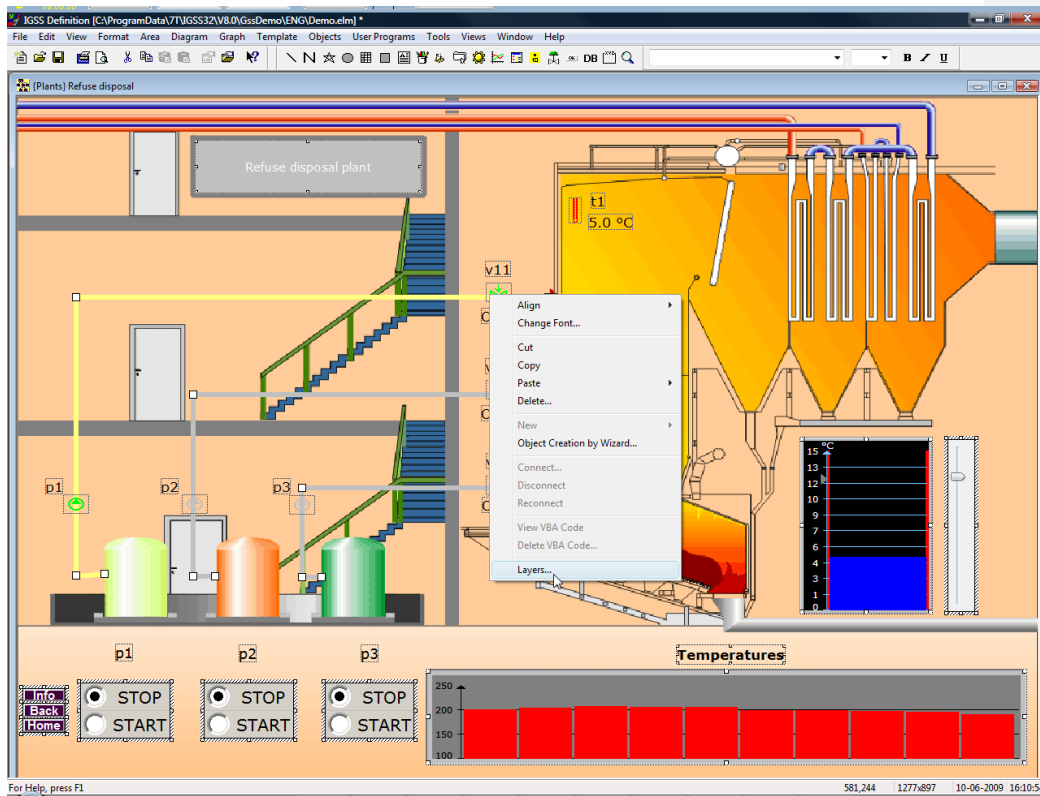 IGSS Definition [C:\ProgramData\7T\IGSS32\V8.0\GssDemo\ENG\Demo.elm] *
File Edit View Format Area Diagram Graph Template Objects User Programs Tools Views Window Help
DB
B I U
{Plants} Refuse disposal
Refuse disposal plant
t1
5.0 ºC
v11
Align
Change Font...
Cut
Copy
Paste
Delete...
New
Object Creation by Wizard...
Connect...
Disconnect
Reconnect
View VBA Code
Delete VBA Code...
Layers...
ºC
15
13
12
10
9
7
6
4
3
1
0
p1 p2 p3
p1 p2 p3
Temperatures
Info
Back
Home
STOP
START
STOP
START
STOP
START
250
200
150
100
For Help, press F1
581,244 1277x897 10-06-2009